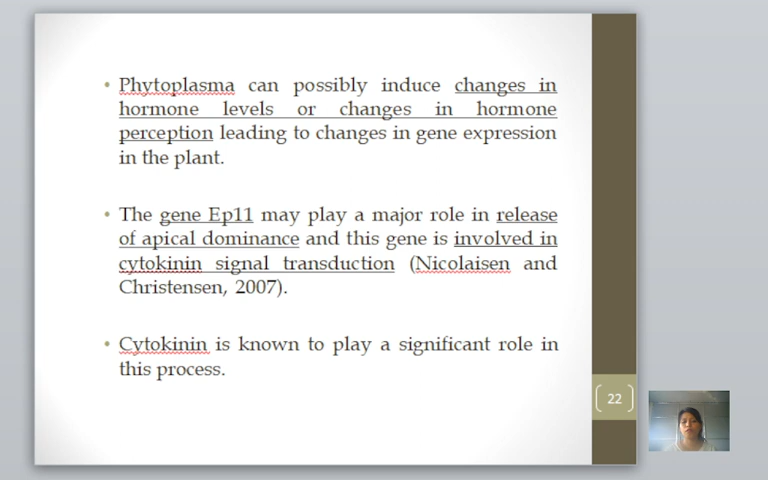 • Phytoplasma can possibly induce changes in
hormone levels or changes in hormone
perception leading to changes in gene expression
in the plant.
• The gene Ep11 may play a major role in release
of apical dominance and this gene is involved in
cytokinin signal transduction (Nicolaisen and
Christensen, 2007).
• Cytokinin is known to play a significant role in
this process.
22